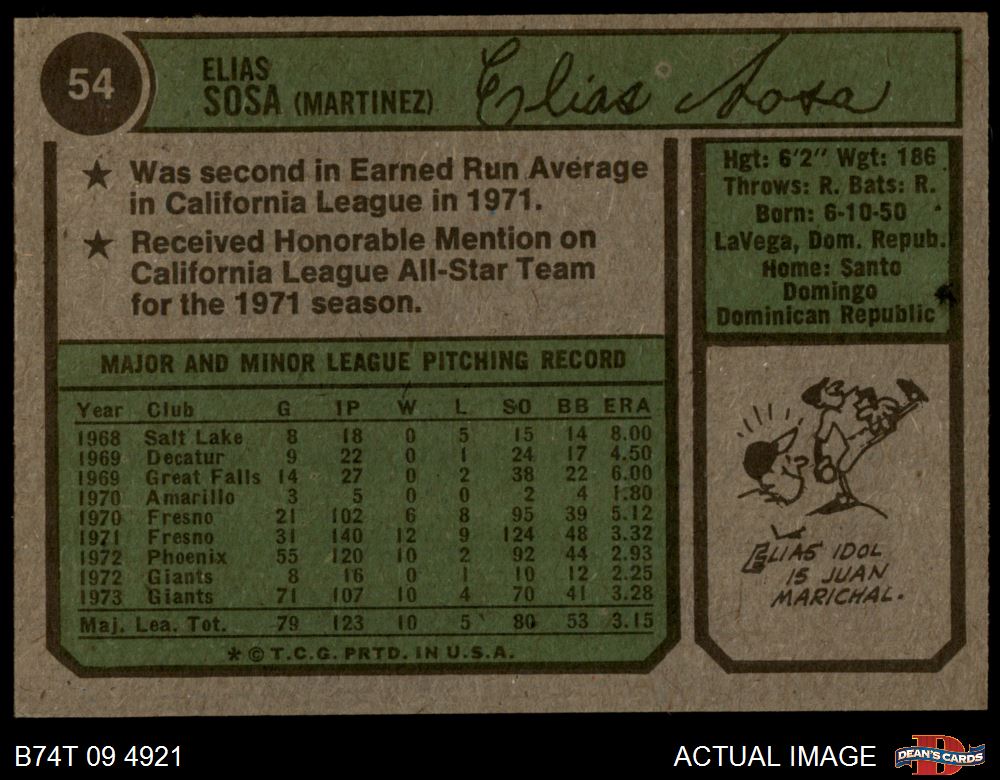 54
ELIAS
SOSA (MARTINEZ)
Elias Sosa
★ Was second in Earned Run Average
in California League in 1971.
★ Received Honorable Mention on
California League All-Star Team
for the 1971 season.
Hgt: 6'2" Wgt: 186
Throws: R. Bats: R.
Born: 6-10-50
LaVega, Dom. Repub.
Home: Santo
Domingo
Dominican Republic
MAJOR AND MINOR LEAGUE PITCHING RECORD
Year Club G IP W L SO BB ERA
1968 Salt Lake 8 18 0 5 15 14 8.00
1969 Decatur 9 22 0 1 24 17 4.50
1969 Great Falls 14 27 0 2 38 22 6.00
1970 Amarillo 3 5 0 0 2 4 1.80
1970 Fresno 21 102 6 8 95 39 5.12
1971 Fresno 31 140 12 9 124 48 3.32
1972 Phoenix 55 120 10 2 92 44 2.93
1972 Giants 8 16 0 1 10 12 2.25
1973 Giants 71 107 10 4 70 41 3.28
Maj. Lea. Tot. 79 123 10 5 80 53 3.15
* © T.C.G. PRTD. IN U.S.A.
ELIAS' IDOL
IS JUAN
MARICHAL.
B74T 09 4921
ACTUAL IMAGE
D
DEAN'S CARDS